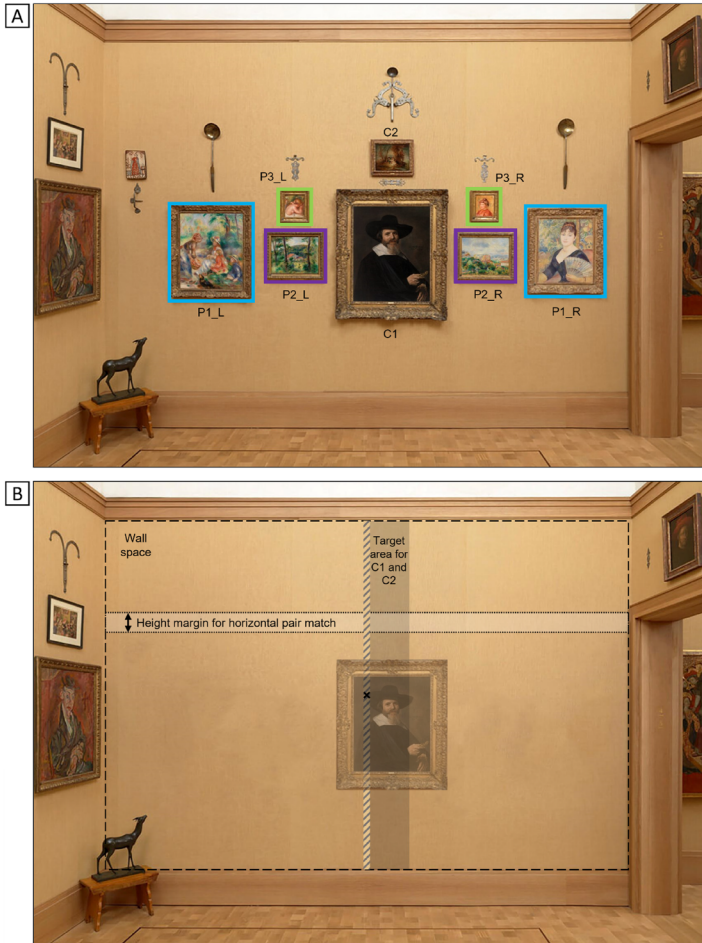 A
C2
P3_L
P3_R
P2_L
P2_R
P1_L
P1_R
C1
B
Wall
space
Target
area for
C1 and
C2
Height margin for horizontal pair match